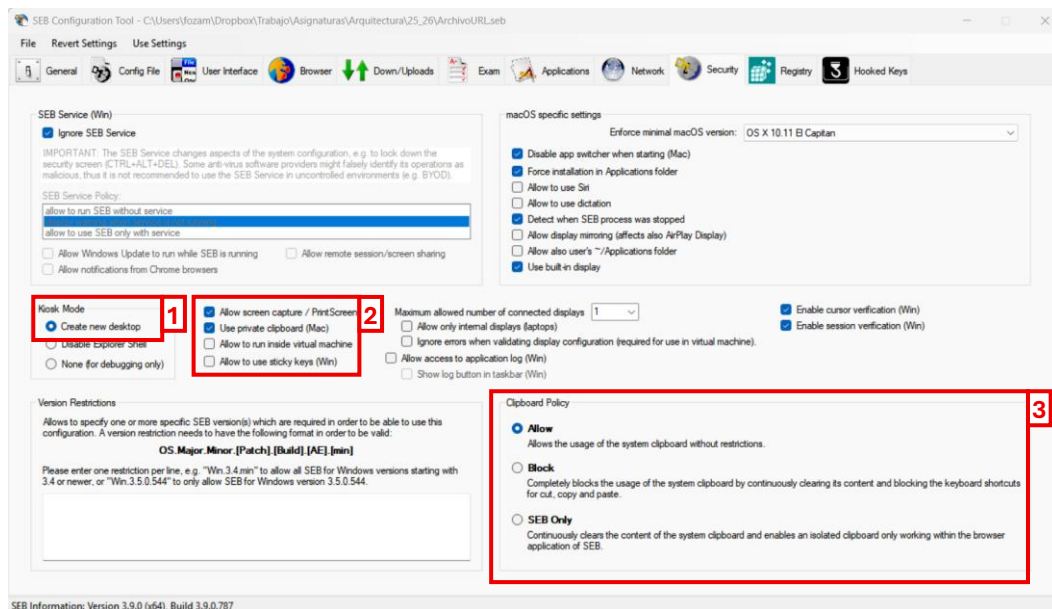 SEB Configuration Tool - C:\Users\fozam\Dropbox\Trabajo\Asignaturas\Arquitectura\25_26\ArchivoURL.seb
File Revert Settings Use Settings
General Config File User Interface Browser Down/Uploads Exam Applications Network Security Registry Hooked Keys
SEB Service (Win)
Ignore SEB Service
IMPORTANT: The SEB Service changes aspects of the system configuration, e.g. to lock down the
security screen (CTRL+ALT+DEL). Some anti-virus software providers might falsely identify its operations as
malicious, thus it is not recommended to use the SEB Service in uncontrolled environments (e.g. BYOD).
SEB Service Policy:
allow to run SEB without service
allow to use SEB only with service
Allow Windows Update to run while SEB is running Allow remote session/screen sharing
Allow notifications from Chrome browsers
macOS specific settings
Enforce minimal macOS version: OS X 10.11 El Capitan
Disable app switcher when starting (Mac)
Force installation in Applications folder
Allow to use Siri
Allow to use dictation
Detect when SEB process was stopped
Allow display mirroring (affects also AirPlay Display)
Allow also user's ~/Applications folder
Use built-in display
Kiosk Mode
Create new desktop
Disable Explorer Shell
None (for debugging only)
1
Allow screen capture / PrintScreen
Use private clipboard (Mac)
Allow to run inside virtual machine
Allow to use sticky keys (Win)
2
Maximum allowed number of connected displays 1
Allow only internal displays (laptops)
Ignore errors when validating display configuration (required for use in virtual machine).
Allow access to application log (Win)
Show log button in taskbar (Win)
Enable cursor verification (Win)
Enable session verification (Win)
Version Restrictions
Allows to specify one or more specific SEB version(s) which are required in order to be able to use this
configuration. A version restriction needs to have the following format in order to be valid:
OS.Major.Minor.[Patch].[Build].[AE].[min]
Please enter one restriction per line, e.g. "Win.3.4.min" to allow all SEB for Windows versions starting with
3.4 or newer, or "Win.3.5.0.544" to only allow SEB for Windows version 3.5.0.544.
Clipboard Policy
3
Allow
Allows the usage of the system clipboard without restrictions.
Block
Completely blocks the usage of the system clipboard by continuously clearing its content and blocking the keyboard shortcuts
for cut, copy and paste.
SEB Only
Continuously clears the content of the system clipboard and enables an isolated clipboard only working within the browser
application of SEB.
SEB Information: Version 3.9.0 (x64), Build 3.9.0.787